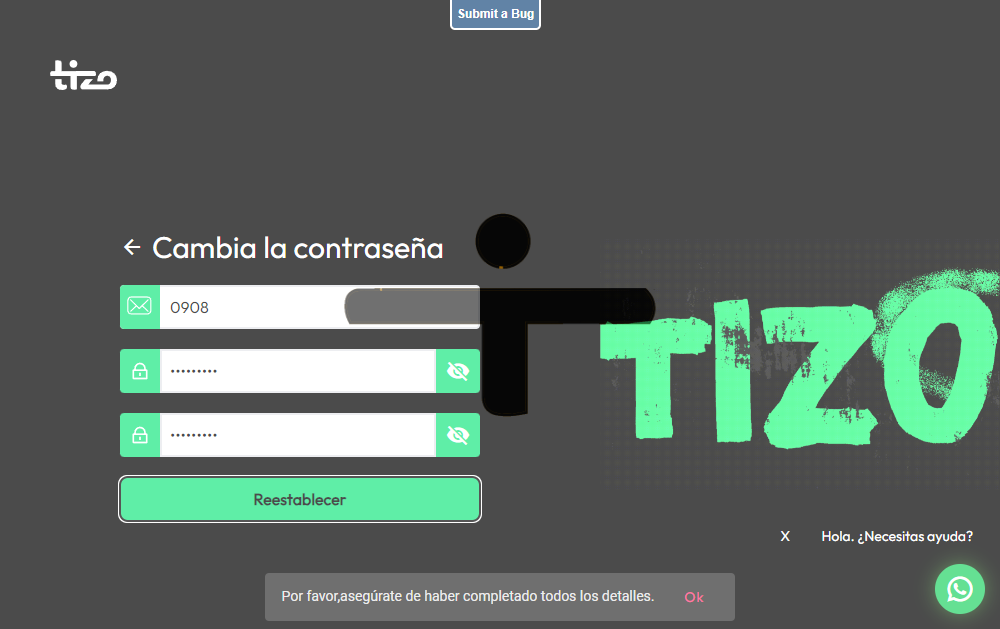 Submit a Bug
tizo
← Cambia la contraseña
0908
•••••••••
•••••••••
Reestablecer
TIZO
X Hola. ¿Necesitas ayuda?
Por favor,asegúrate de haber completado todos los detalles. Ok